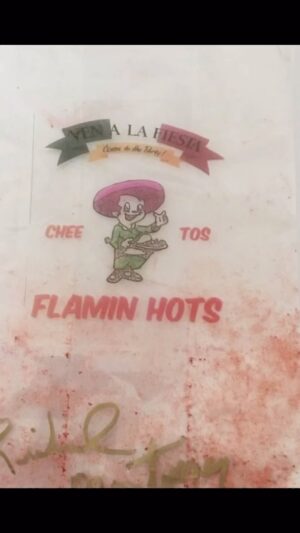 VEN A LA FIESTA
Come to the Party!
CHEE TOS
FLAMIN HOTS